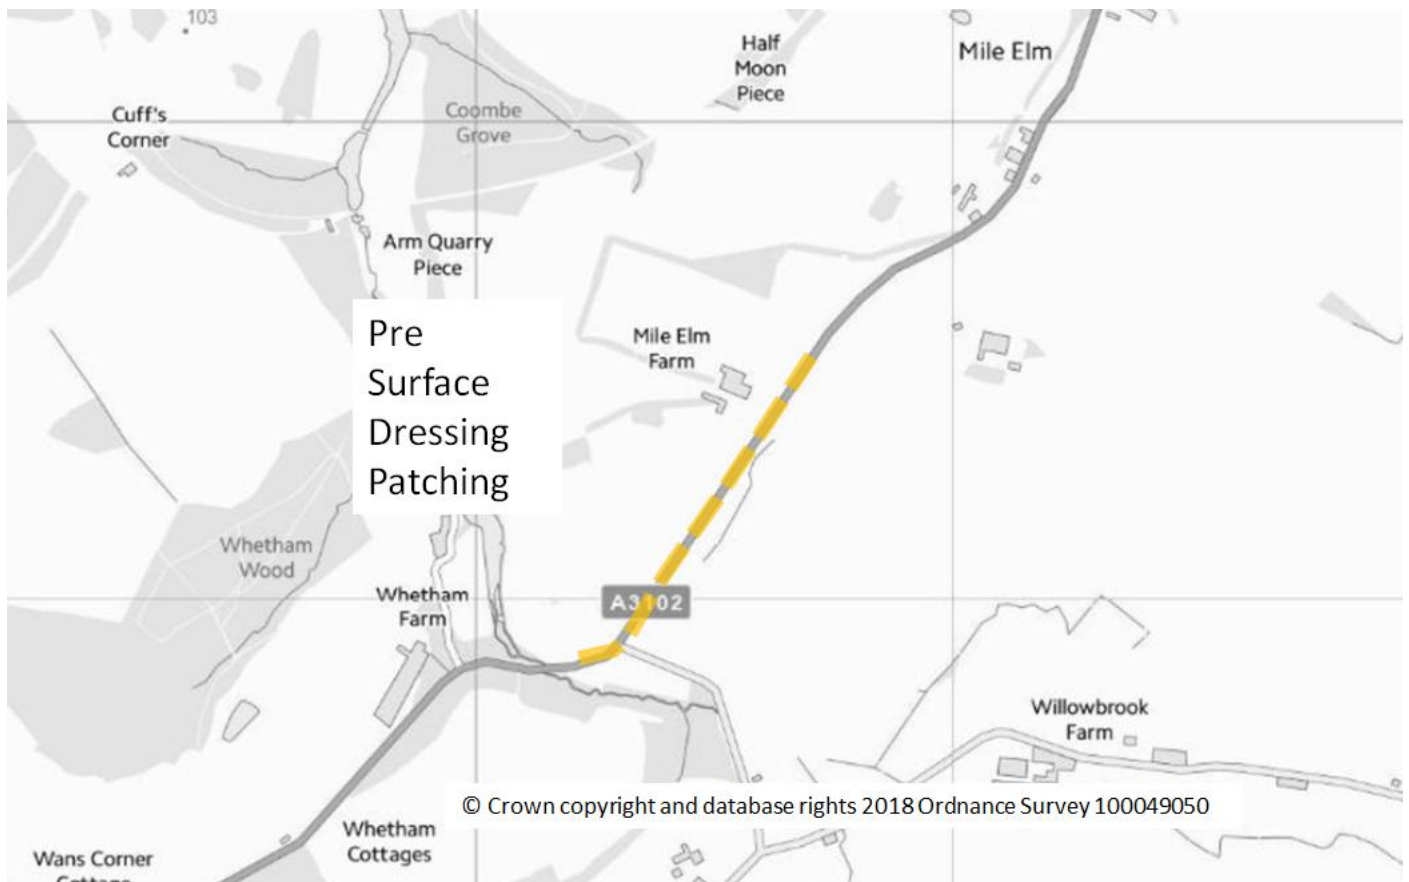 103
Half
Moon
Piece
Mile Elm
Cuff's
Corner
Coombe
Grove
Arm Quarry
Piece
Pre
Surface
Dressing
Patching
Mile Elm
Farm
Whetham
Wood
Whetham
Farm
A3102
Willowbrook
Farm
© Crown copyright and database rights 2018 Ordnance Survey 100049050
Whetham
Cottages
Wans Corner
Cottage